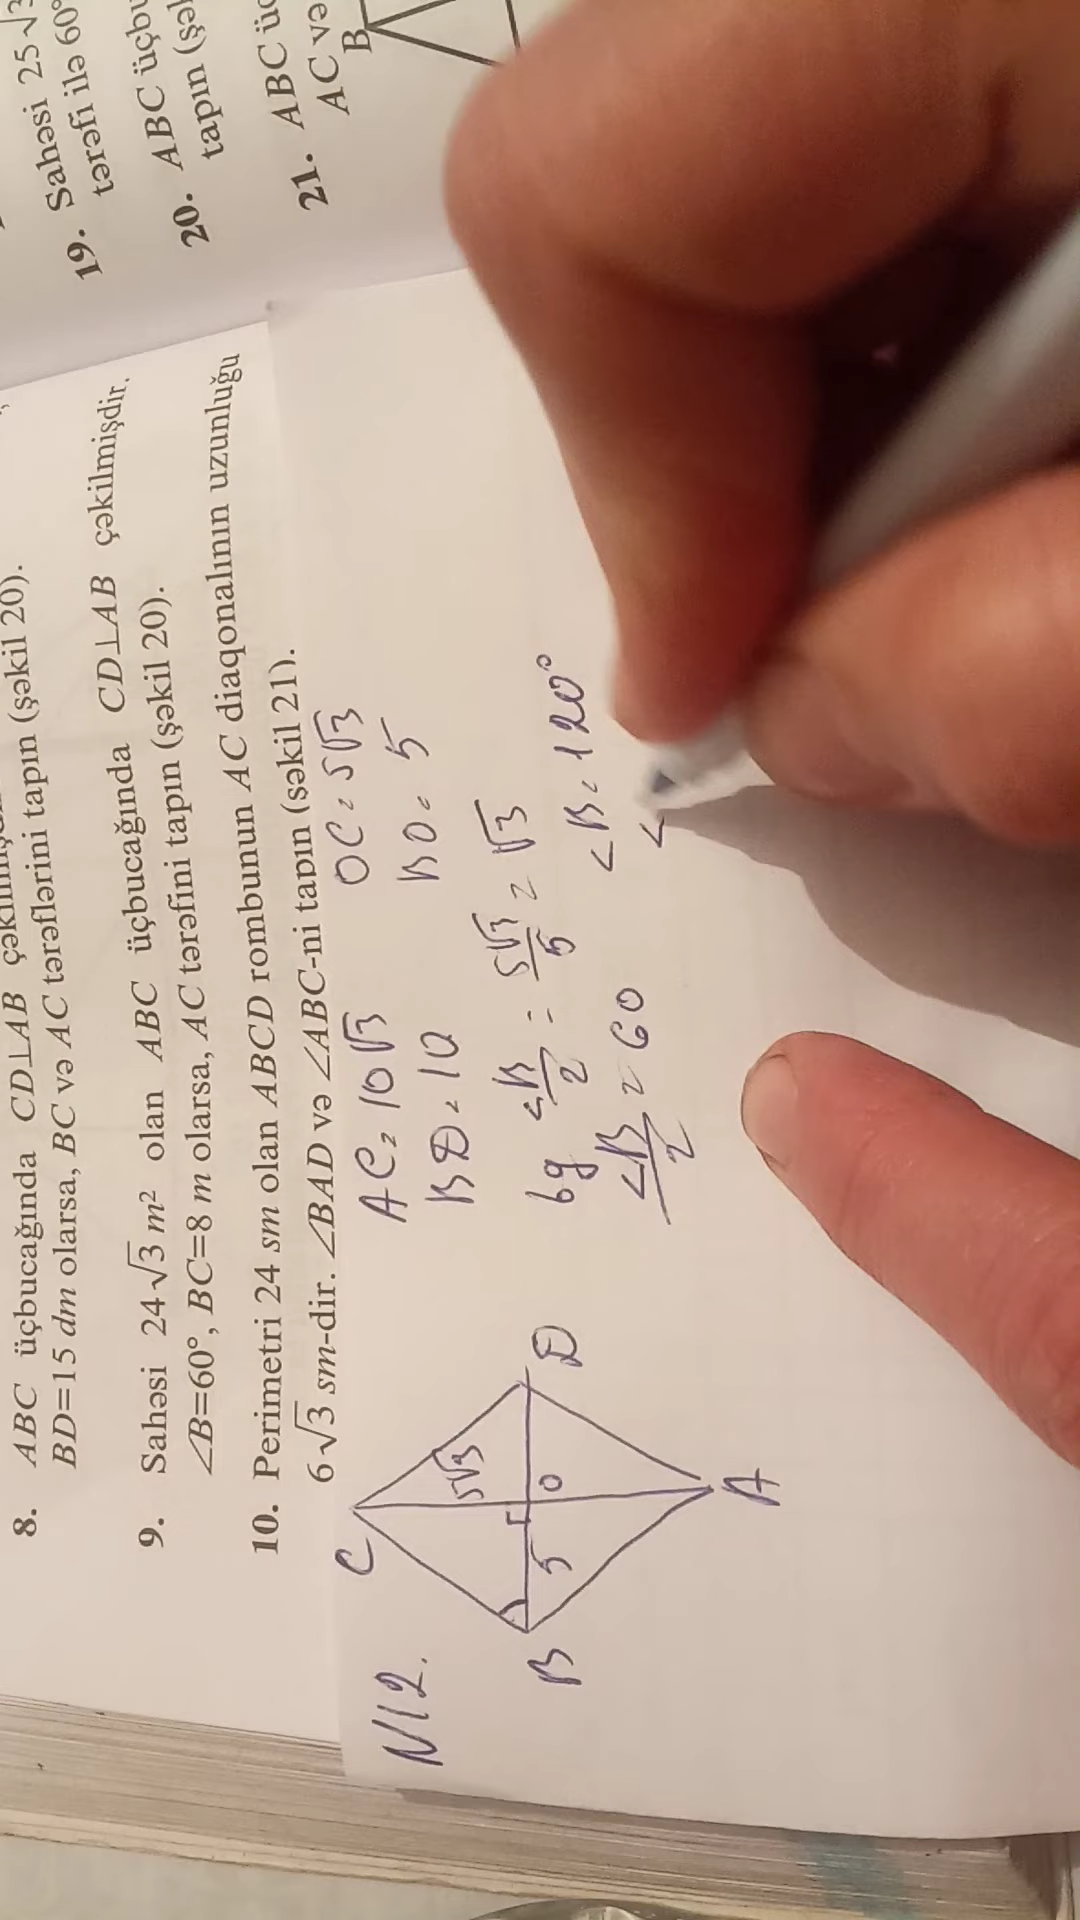 8. ABC üçbucağında CD⊥AB
BD=15 dm olarsa, BC və AC tərəflərini tapın (şəkil 20).
9. Sahəsi 24√3 m² olan ABC üçbucağında CD⊥AB çəkilmişdir.
∠B=60°, BC=8 m olarsa, AC tərəfini tapın (şəkil 20).
10. Perimetri 24 sm olan ABCD rombunun AC diaqonalının uzunluğu
6√3 sm-dir. ∠BAD və ∠ABC-ni tapın (şəkil 21).
19. Sahəsi 25√3
tərəfi ilə 60°
20. ABC üçbu
tapın (şəkil
21. ABC üç
AC və
B
N12.
C
B
D
A
O
5
5√3
AC=10√3 OC=5√3
BD=10 BO=5
tg ∠B/2 = 5√3/5 = √3
∠B/2 = 60 ∠B=120°
∠